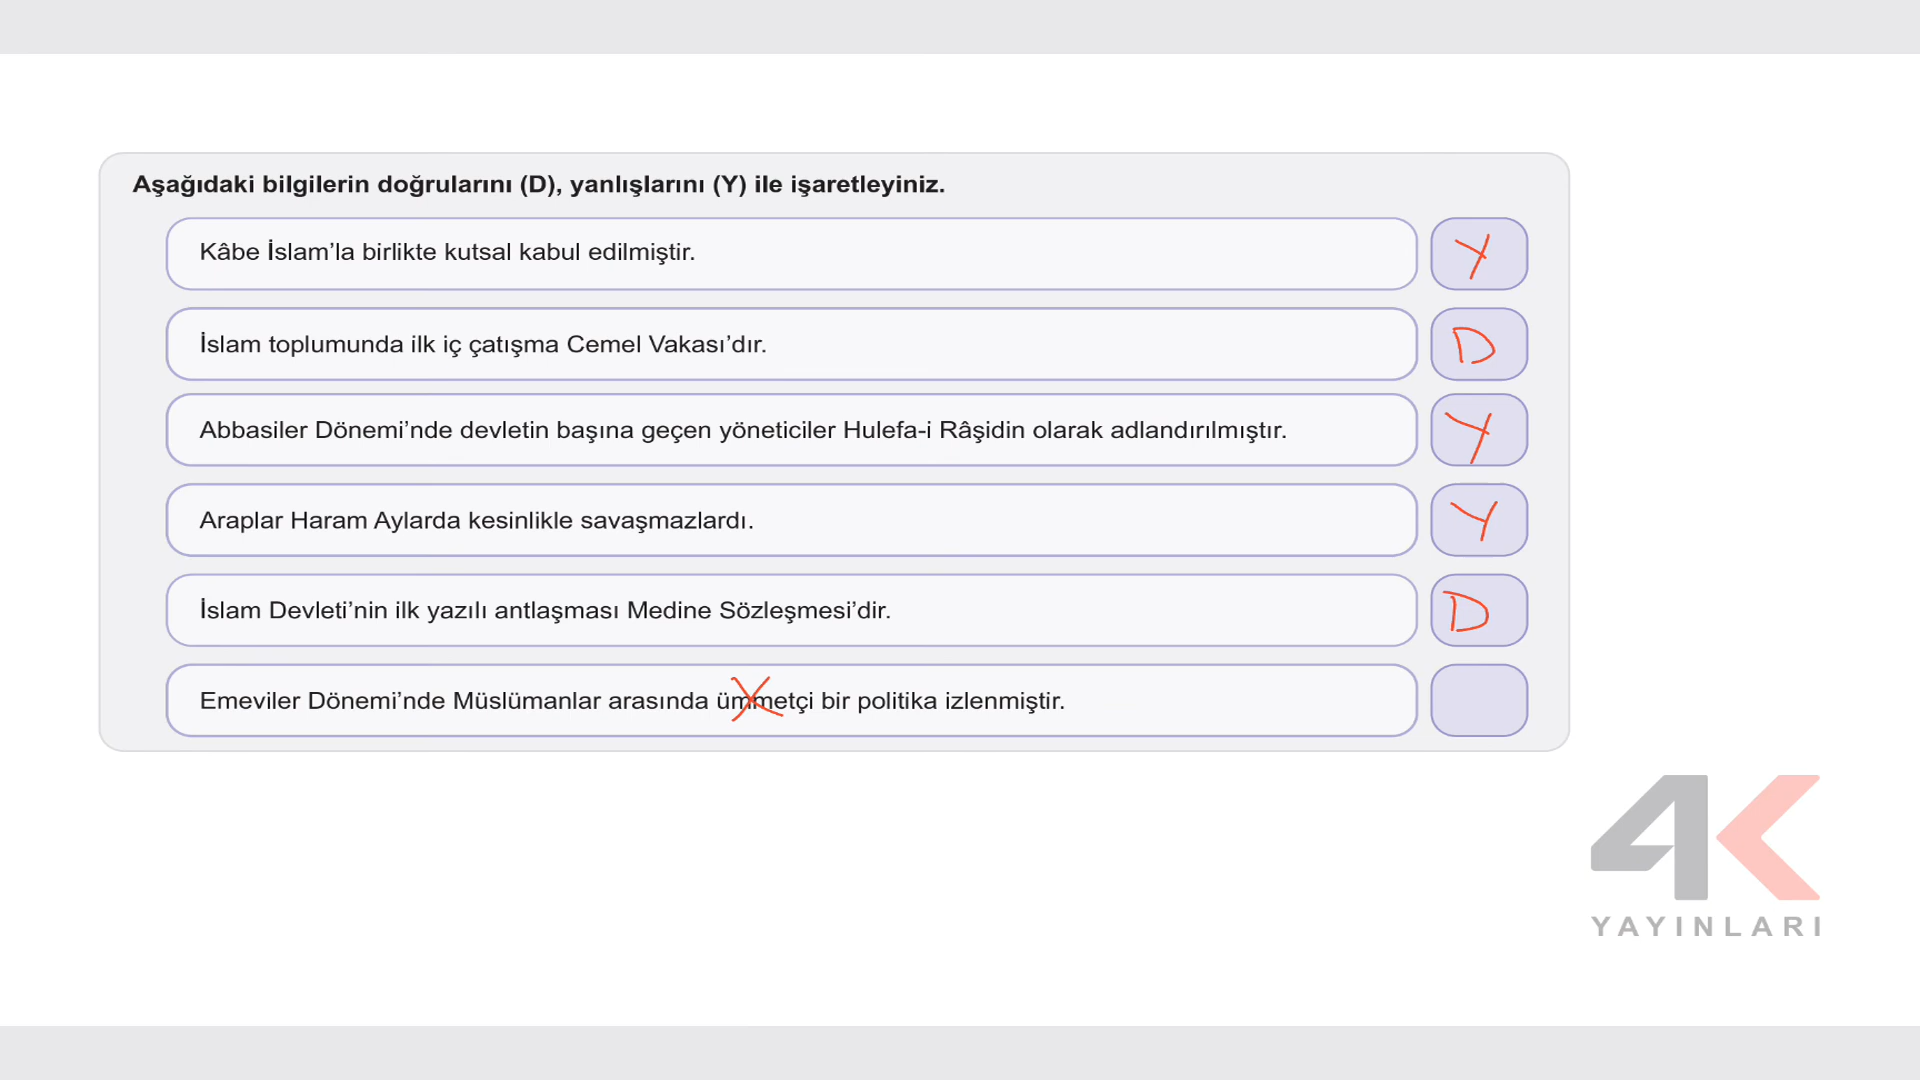 Aşağıdaki bilgilerin doğrularını (D), yanlışlarını (Y) ile işaretleyiniz.
Kâbe İslam’la birlikte kutsal kabul edilmiştir. Y
İslam toplumunda ilk iç çatışma Cemel Vakası’dır. D
Abbasiler Dönemi’nde devletin başına geçen yöneticiler Hulefa-i Râşidin olarak adlandırılmıştır. Y
Araplar Haram Aylarda kesinlikle savaşmazlardı. Y
İslam Devleti’nin ilk yazılı antlaşması Medine Sözleşmesi’dir. D
Emeviler Dönemi’nde Müslümanlar arasında ümmetçi bir politika izlenmiştir.
4K
YAYINLARI